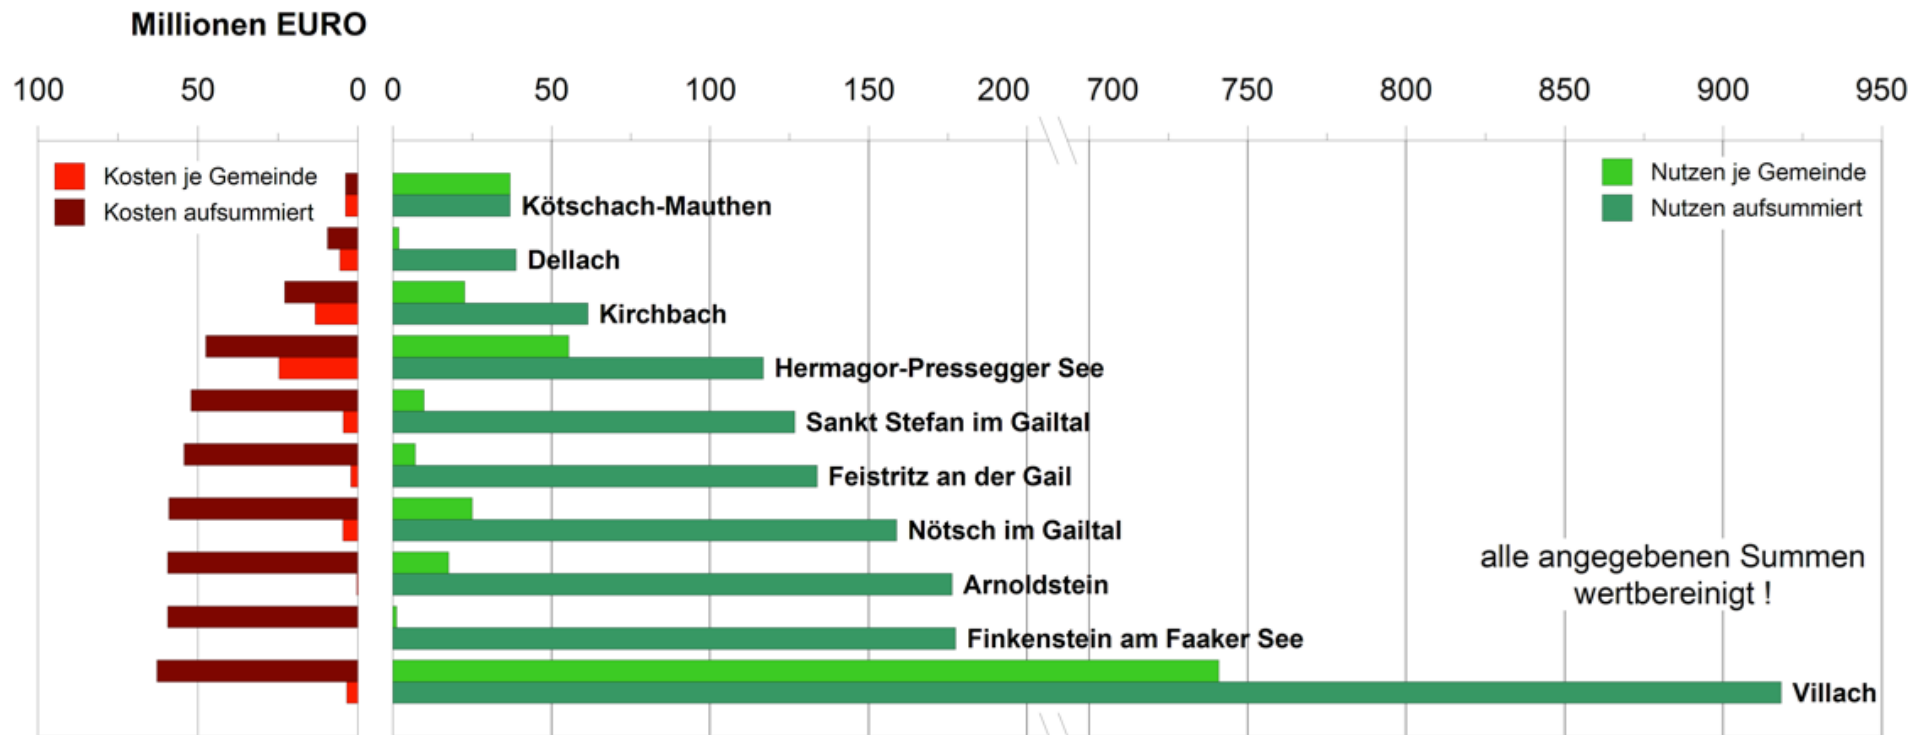 Millionen EURO
100 50 0 0 50 100 150 200 700 750 800 850 900 950
Kosten je Gemeinde
Kosten aufsummiert
Nutzen je Gemeinde
Nutzen aufsummiert
Kötschach-Mauthen
Dellach
Kirchbach
Hermagor-Pressegger See
Sankt Stefan im Gailtal
Feistritz an der Gail
Nötsch im Gailtal
Arnoldstein
Finkenstein am Faaker See
Villach
alle angegebenen Summen
wertbereinigt !